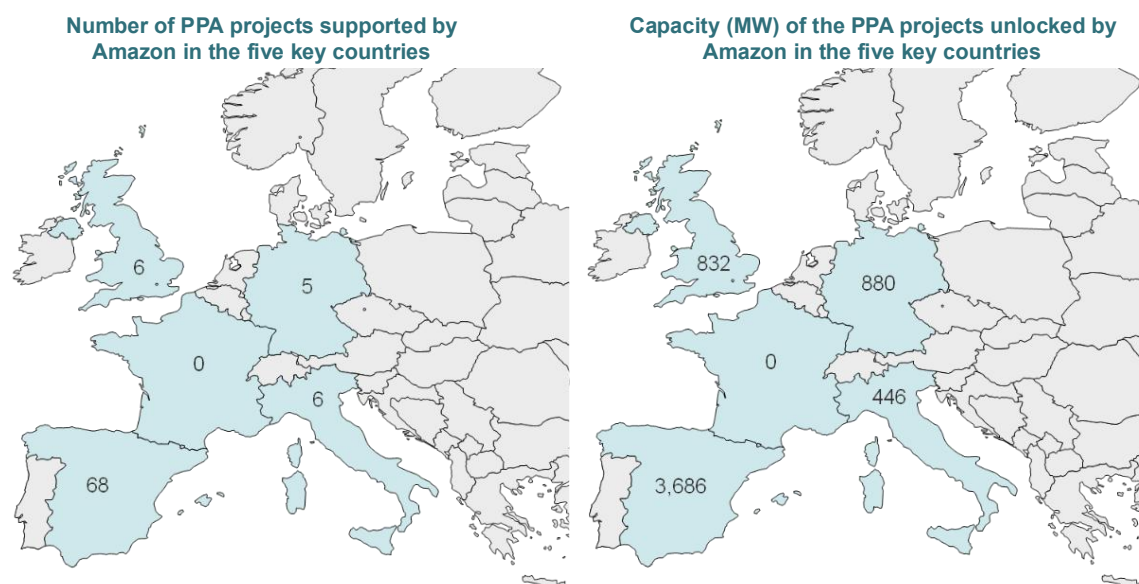 Number of PPA projects supported by
Amazon in the five key countries
6
5
0
6
68
Capacity (MW) of the PPA projects unlocked by
Amazon in the five key countries
832
880
0
446
3,686